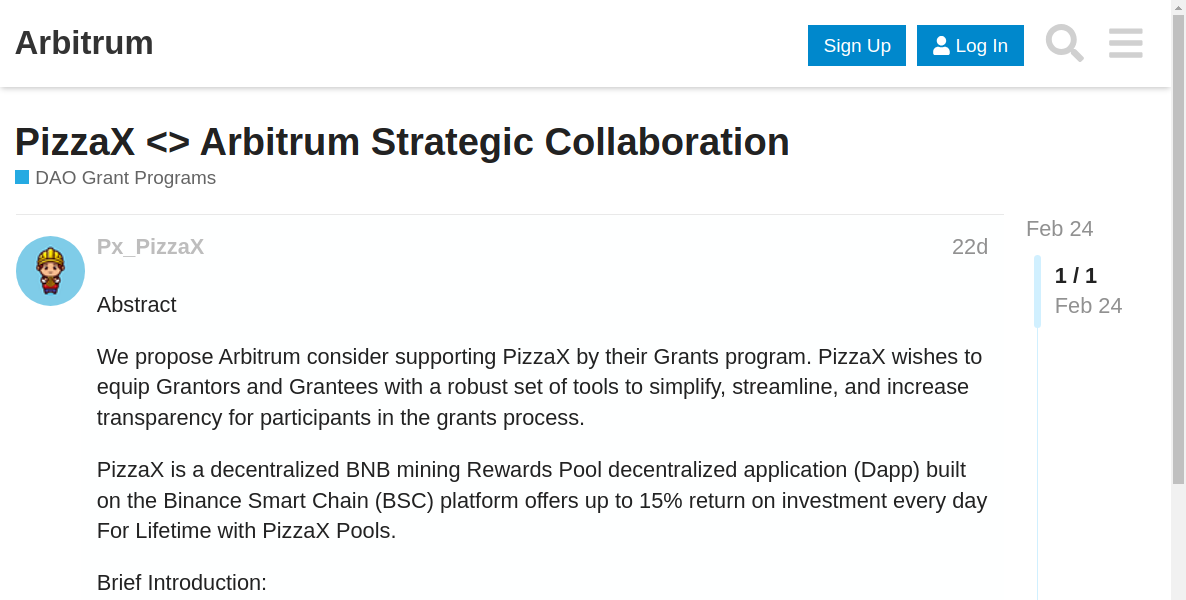 Arbitrum
Sign Up
Log In
PizzaX <> Arbitrum Strategic Collaboration
DAO Grant Programs
Px_PizzaX
22d
Feb 24
1 / 1
Feb 24
Abstract
We propose Arbitrum consider supporting PizzaX by their Grants program. PizzaX wishes to
equip Grantors and Grantees with a robust set of tools to simplify, streamline, and increase
transparency for participants in the grants process.
PizzaX is a decentralized BNB mining Rewards Pool decentralized application (Dapp) built
on the Binance Smart Chain (BSC) platform offers up to 15% return on investment every day
For Lifetime with PizzaX Pools.
Brief Introduction: